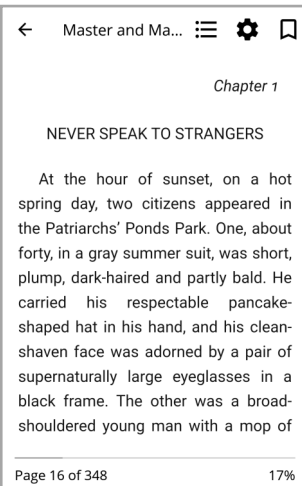 Master and Ma...
Chapter 1
NEVER SPEAK TO STRANGERS
At the hour of sunset, on a hot
spring day, two citizens appeared in
the Patriarchs’ Ponds Park. One, about
forty, in a gray summer suit, was short,
plump, dark-haired and partly bald. He
carried his respectable pancake-
shaped hat in his hand, and his clean-
shaven face was adorned by a pair of
supernaturally large eyeglasses in a
black frame. The other was a broad-
shouldered young man with a mop of
Page 16 of 348 17%